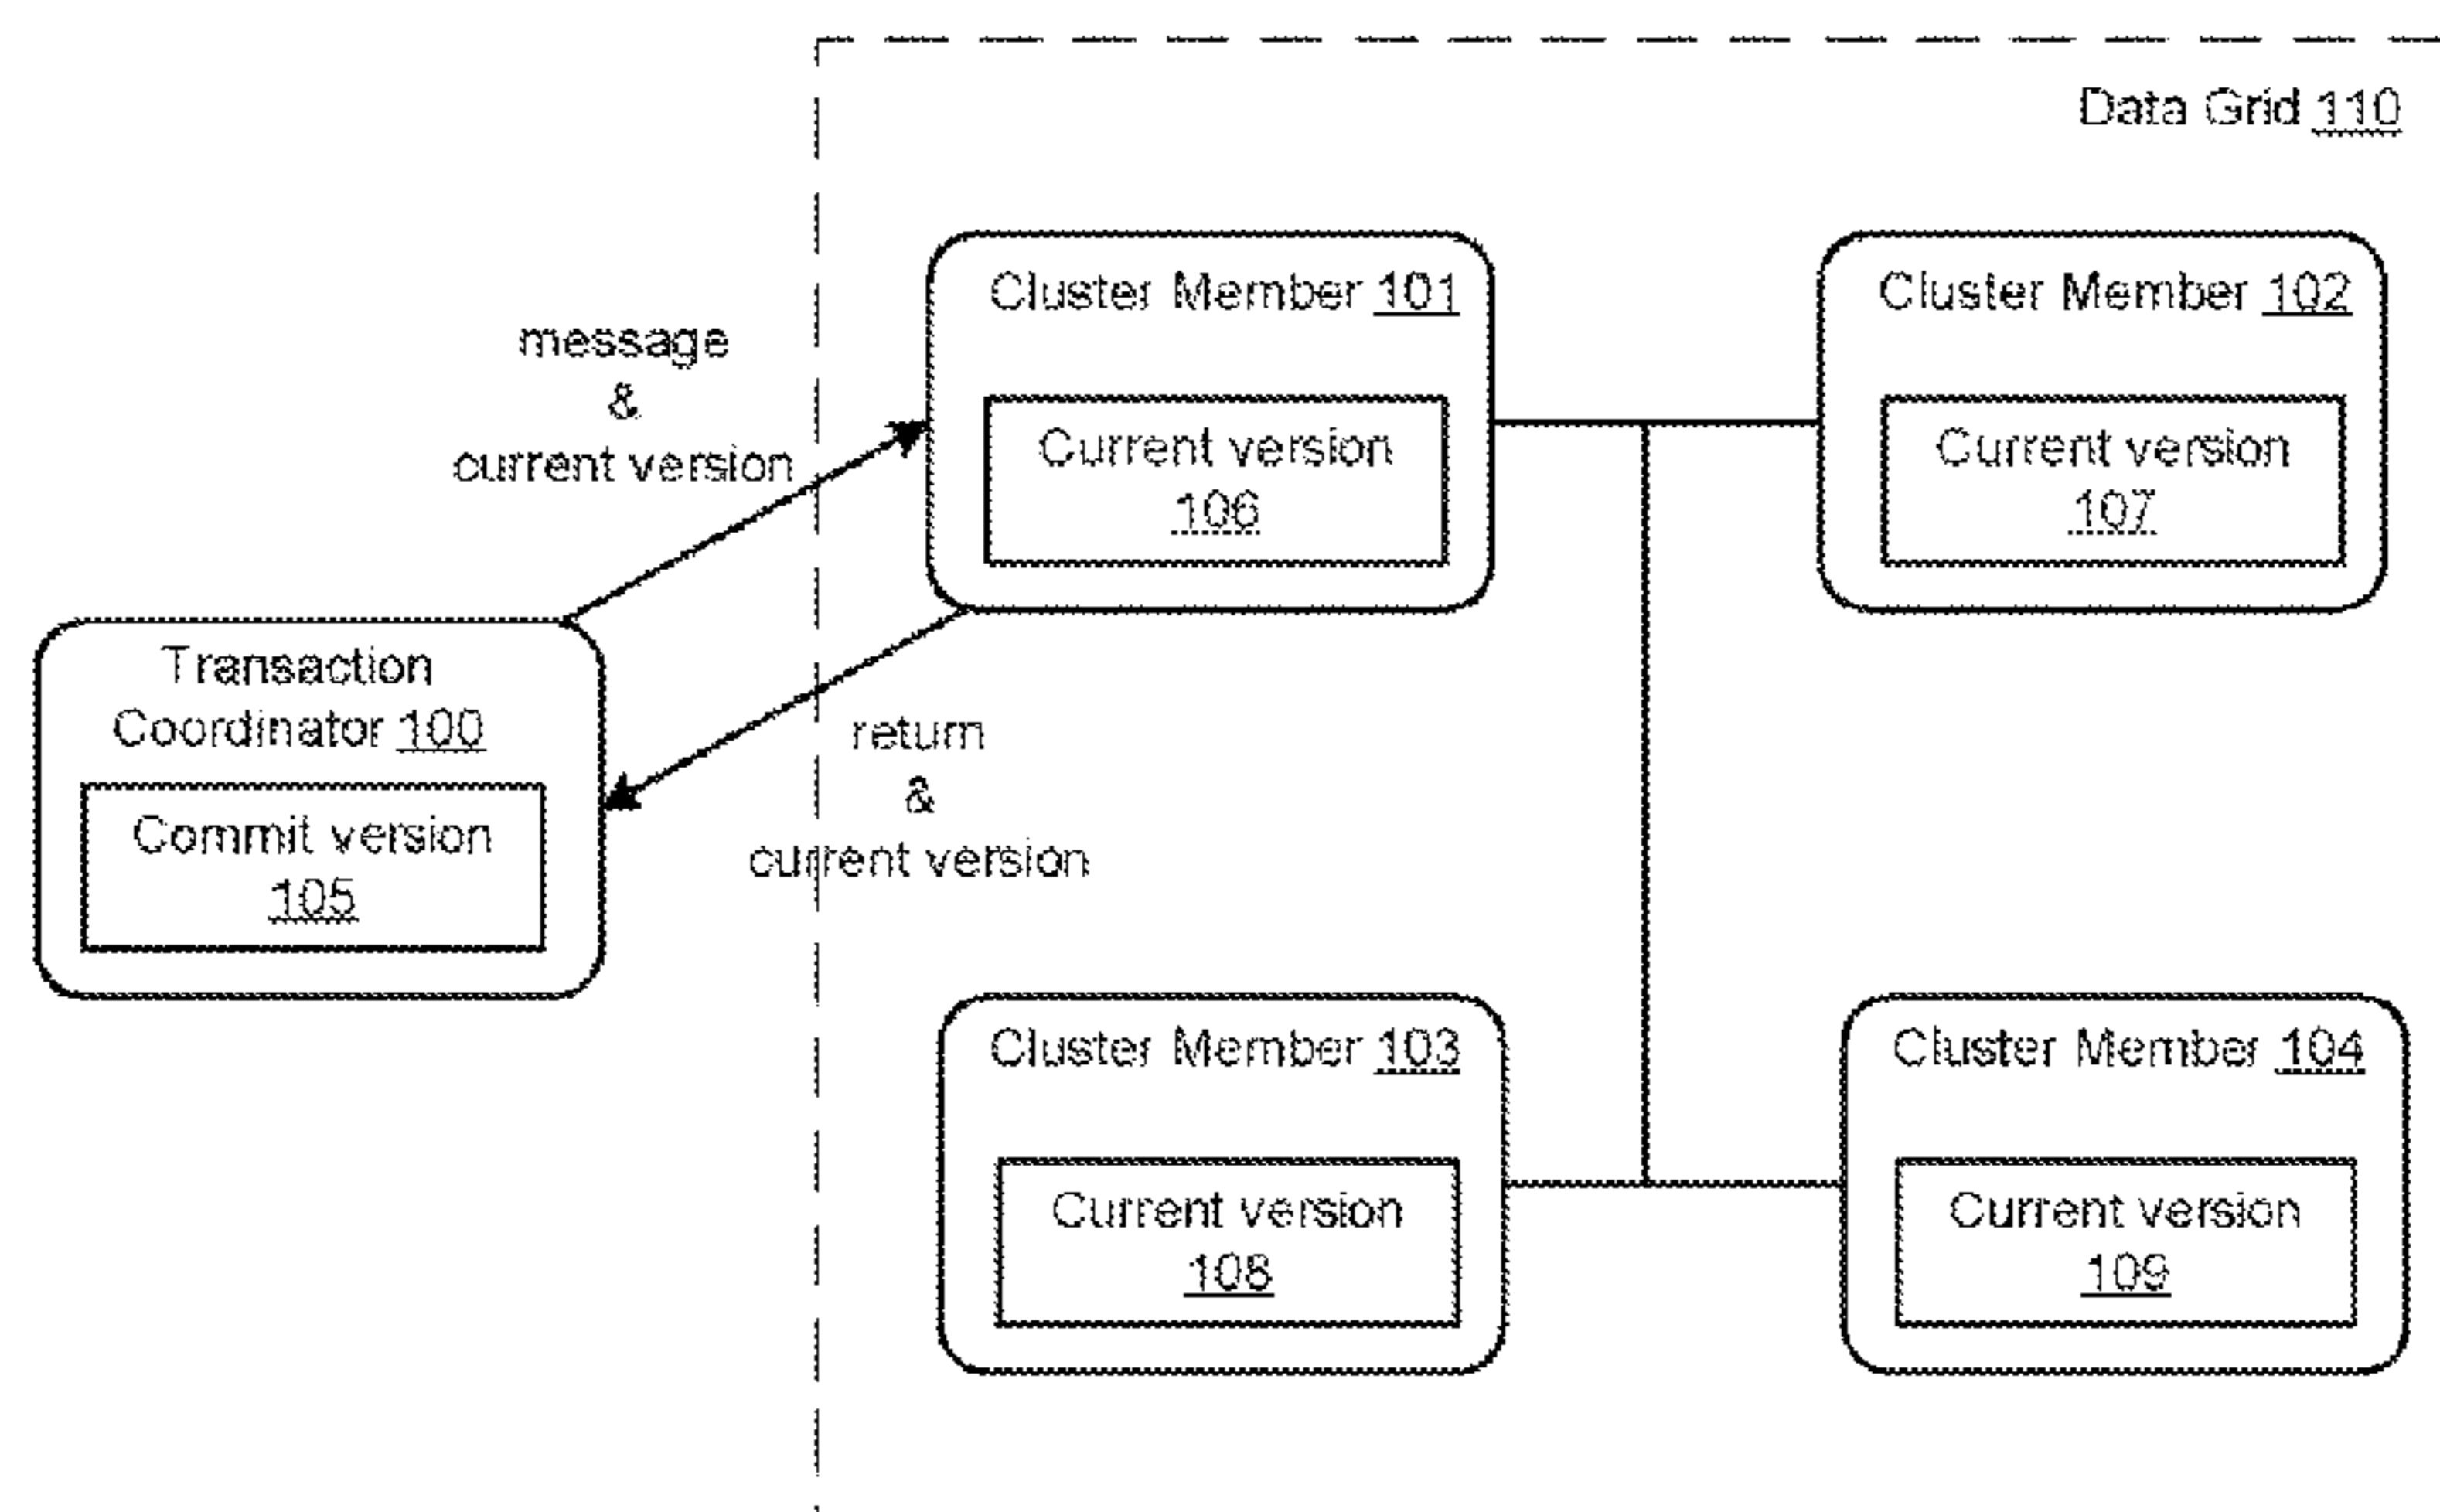 Data Grid 110
Cluster Member 101
Current version
106
Cluster Member 102
Current version
107
message
&
current version
Transaction
Coordinator 100
Commit version
105
return
&
current version
Cluster Member 103
Current version
108
Cluster Member 104
Current version
109